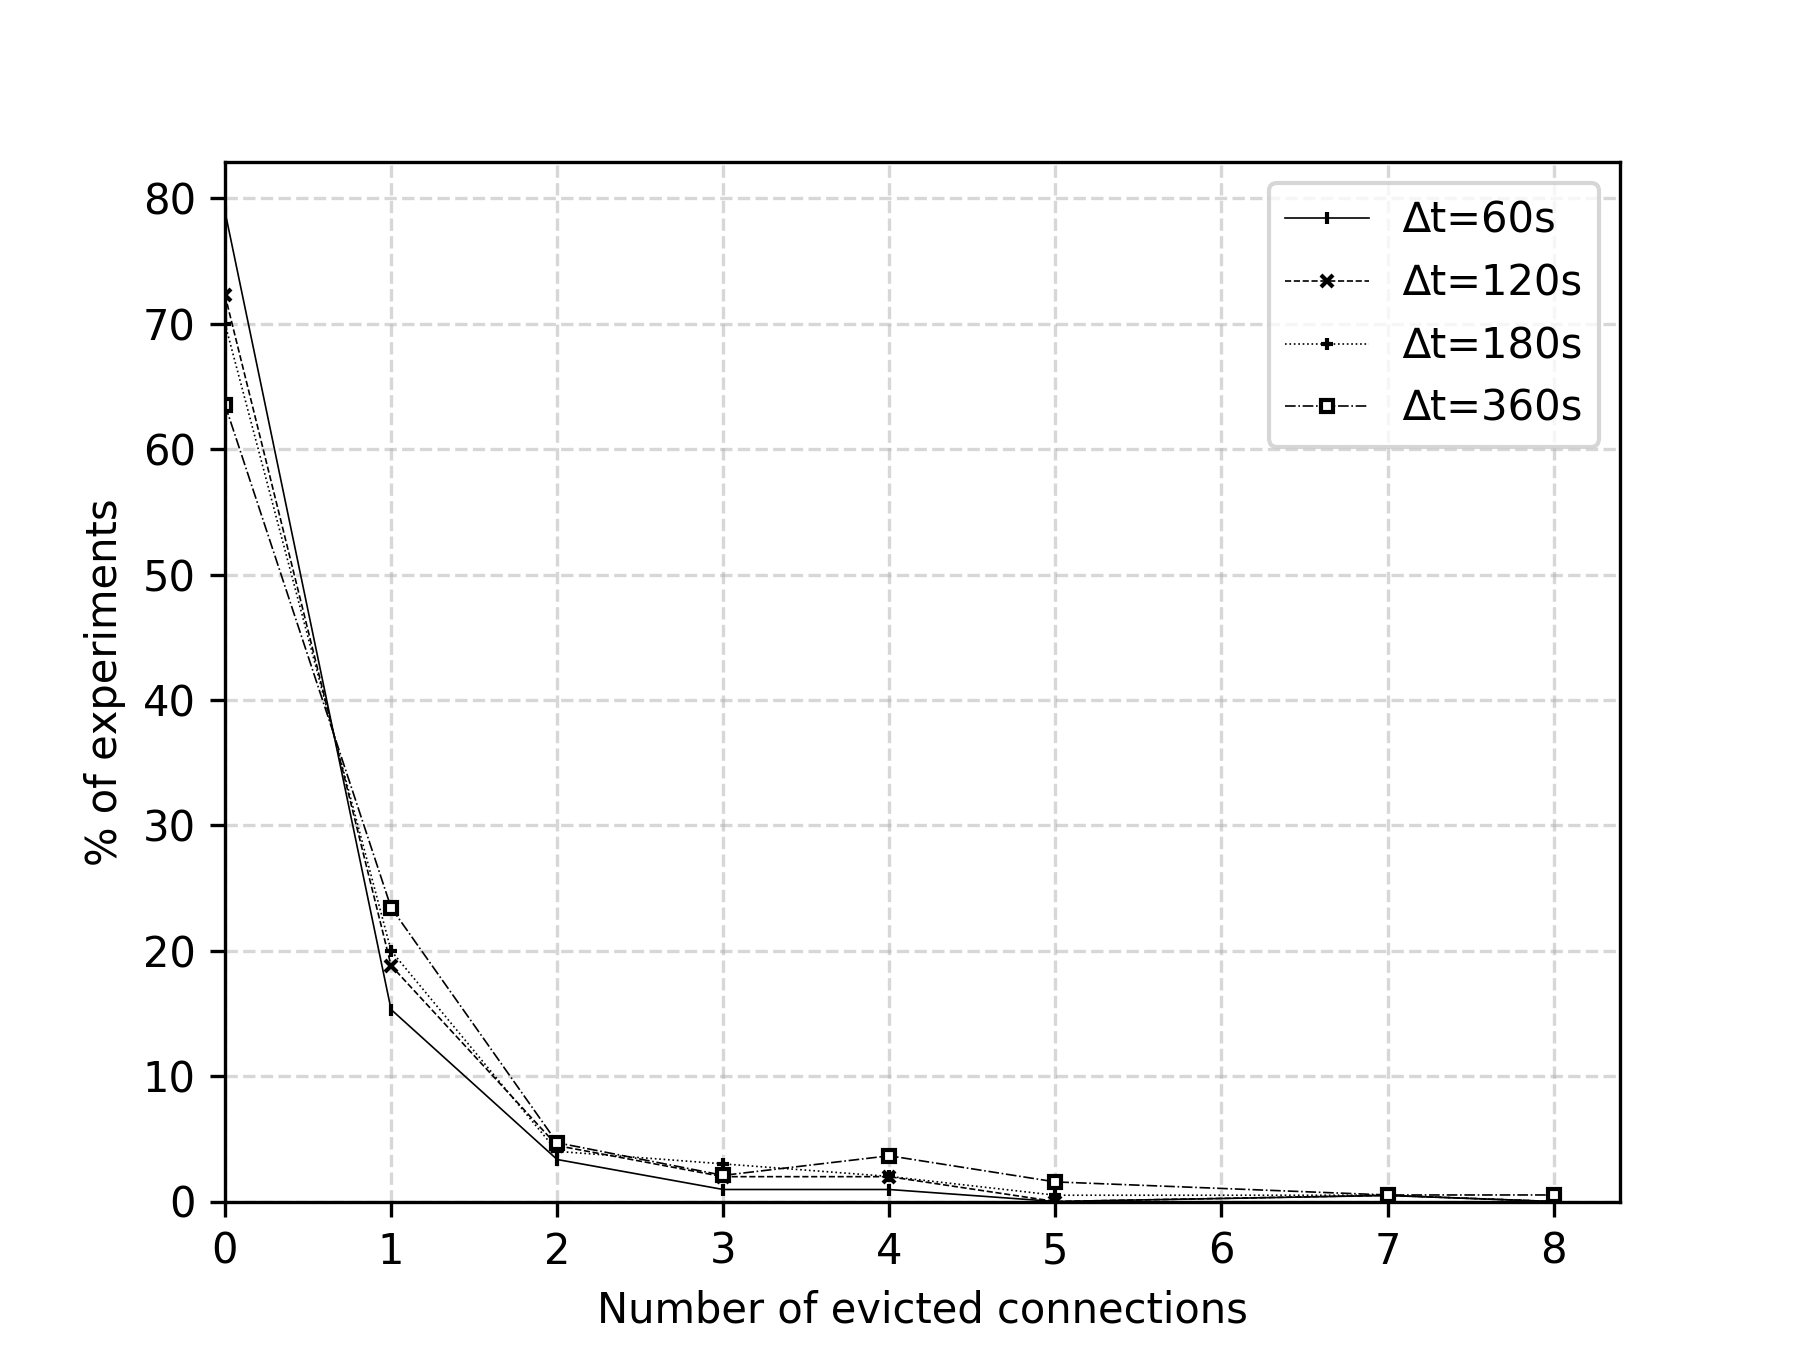 80
70
60
50
40
30
20
10
0
% of experiments
0 1 2 3 4 5 6 7 8
Number of evicted connections
Δt=60s
Δt=120s
Δt=180s
Δt=360s